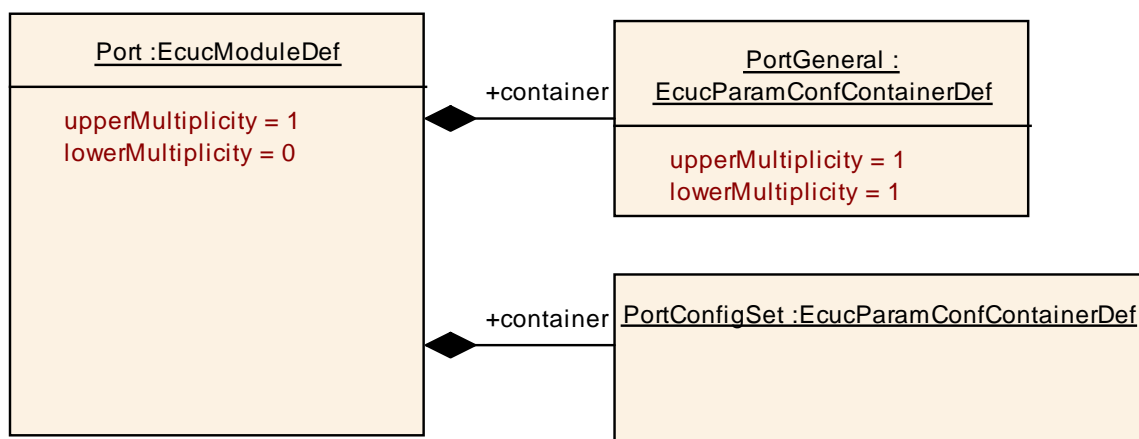 Port :EcucModuleDef
upperMultiplicity = 1
lowerMultiplicity = 0
+container
PortGeneral :
EcucParamConfContainerDef
upperMultiplicity = 1
lowerMultiplicity = 1
+container
PortConfigSet :EcucParamConfContainerDef